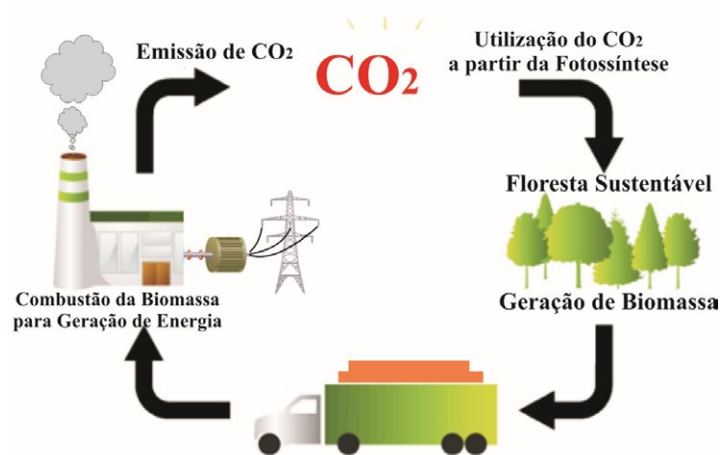 Emissão de CO₂
CO₂
Utilização do CO₂
a partir da Fotossíntese
Floresta Sustentável
Geração de Biomassa
Combustão da Biomassa
para Geração de Energia